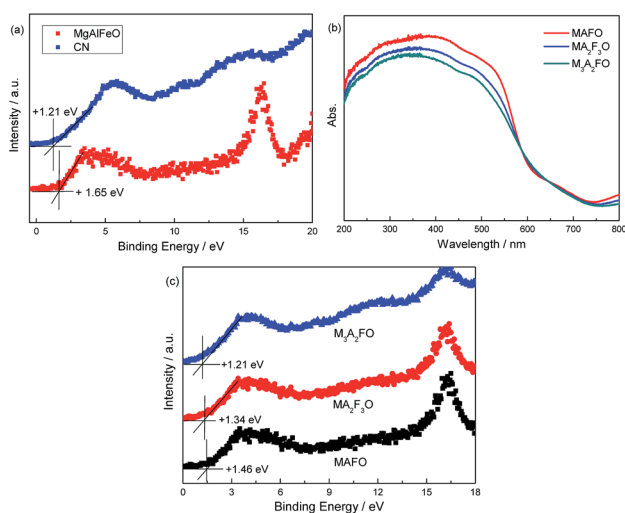 (a)
MgAlFeO
CN
+1.21 eV
+ 1.65 eV
Intensity / a.u.
0 5 10 15 20
Binding Energy / eV
(b)
MAFO
MA₂F₃O
M₃A₂FO
Abs.
200 300 400 500 600 700 800
Wavelength / nm
(c)
M₃A₂FO
+1.21 eV
MA₂F₃O
+1.34 eV
MAFO
+1.46 eV
Intensity / a.u.
0 3 6 9 12 15 18
Binding Energy / eV